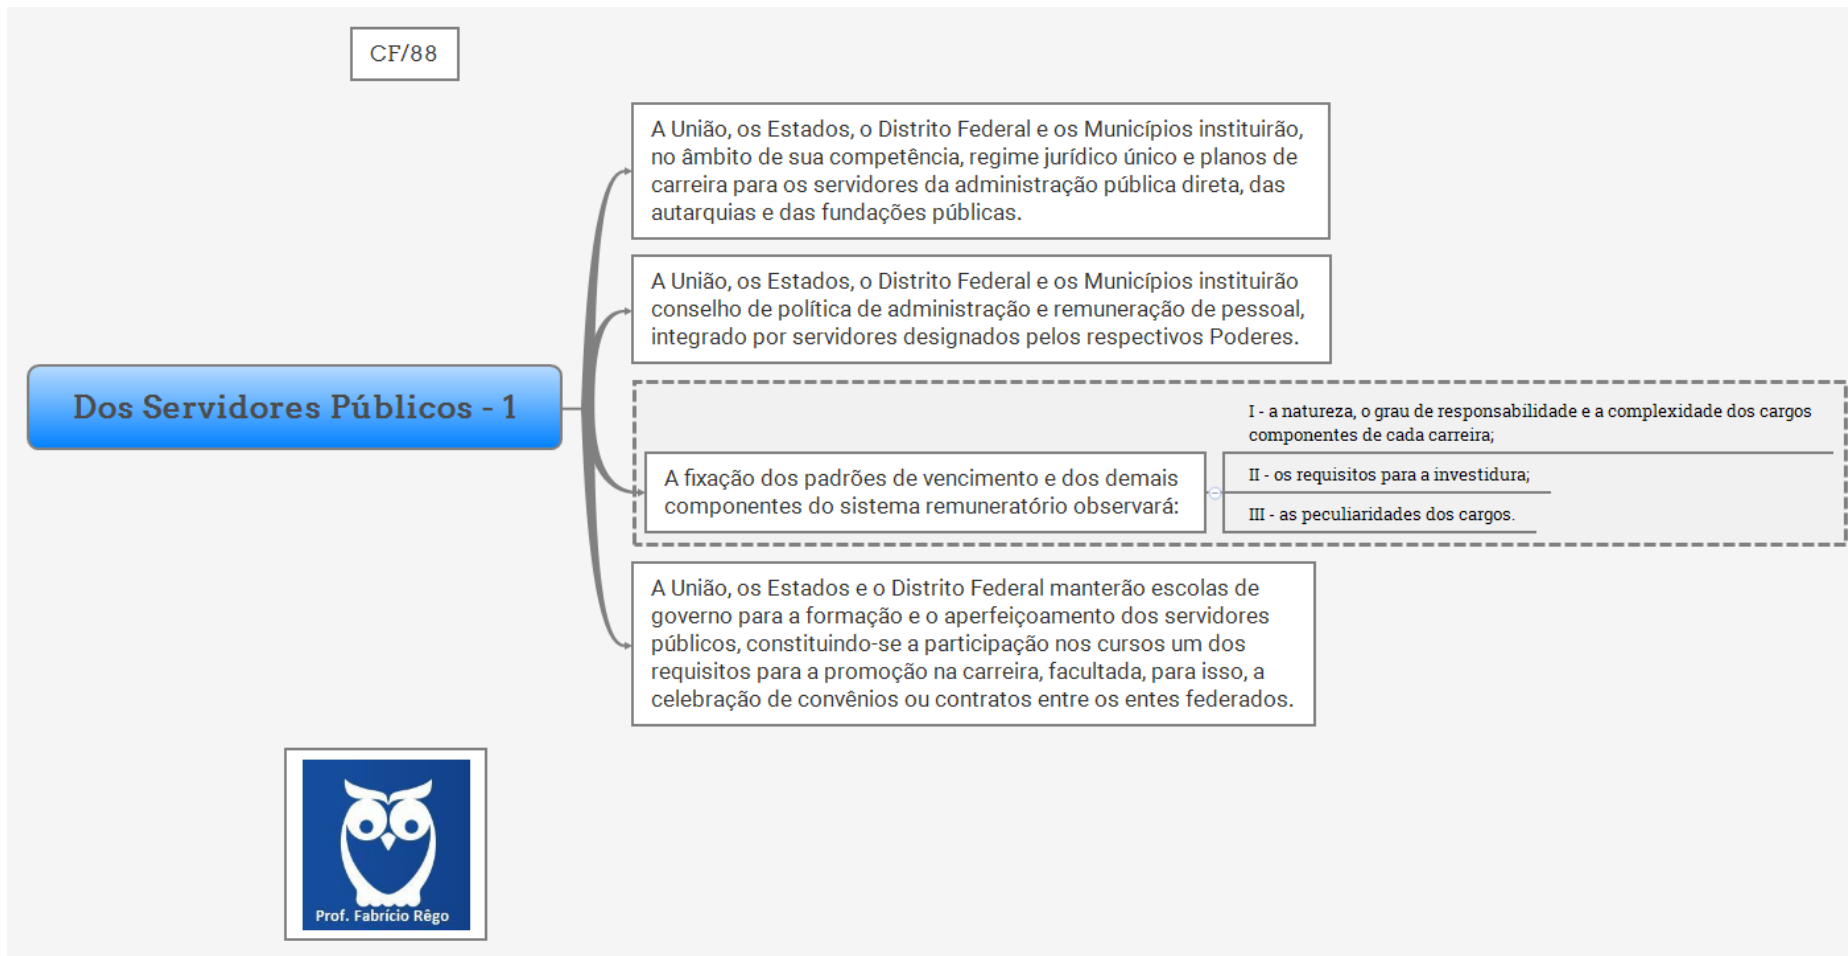 CF/88
A União, os Estados, o Distrito Federal e os Municípios instituirão,
no âmbito de sua competência, regime jurídico único e planos de
carreira para os servidores da administração pública direta, das
autarquias e das fundações públicas.
A União, os Estados, o Distrito Federal e os Municípios instituirão
conselho de política de administração e remuneração de pessoal,
integrado por servidores designados pelos respectivos Poderes.
Dos Servidores Públicos - 1
A fixação dos padrões de vencimento e dos demais
componentes do sistema remuneratório observará:
I - a natureza, o grau de responsabilidade e a complexidade dos cargos
componentes de cada carreira;
II - os requisitos para a investidura;
III - as peculiaridades dos cargos.
A União, os Estados e o Distrito Federal manterão escolas de
governo para a formação e o aperfeiçoamento dos servidores
públicos, constituindo-se a participação nos cursos um dos
requisitos para a promoção na carreira, facultada, para isso, a
celebração de convênios ou contratos entre os entes federados.
Prof. Fabrício Rêgo